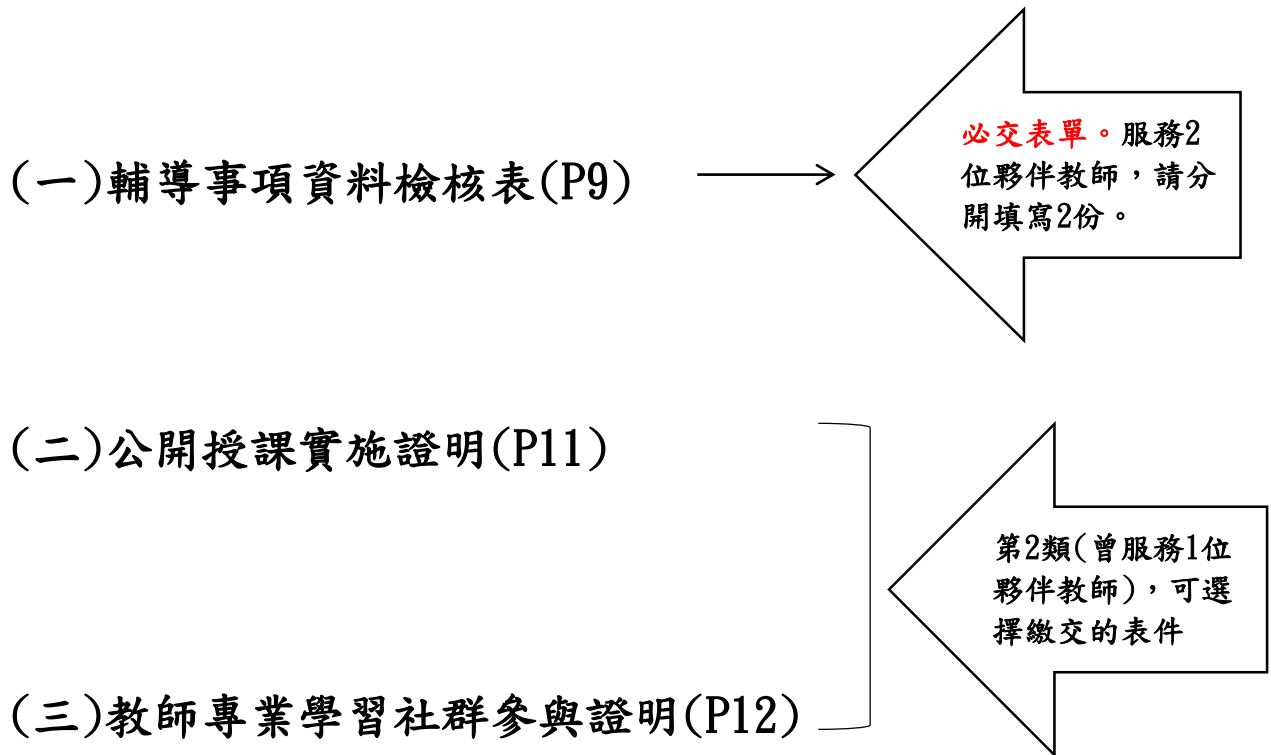 (一)輔導事項資料檢核表(P9)
必交表單。服務2
位夥伴教師，請分
開填寫2份。
(二)公開授課實施證明(P11)
第2類(曾服務1位
夥伴教師)，可選
擇繳交的表件
(三)教師專業學習社群參與證明(P12)